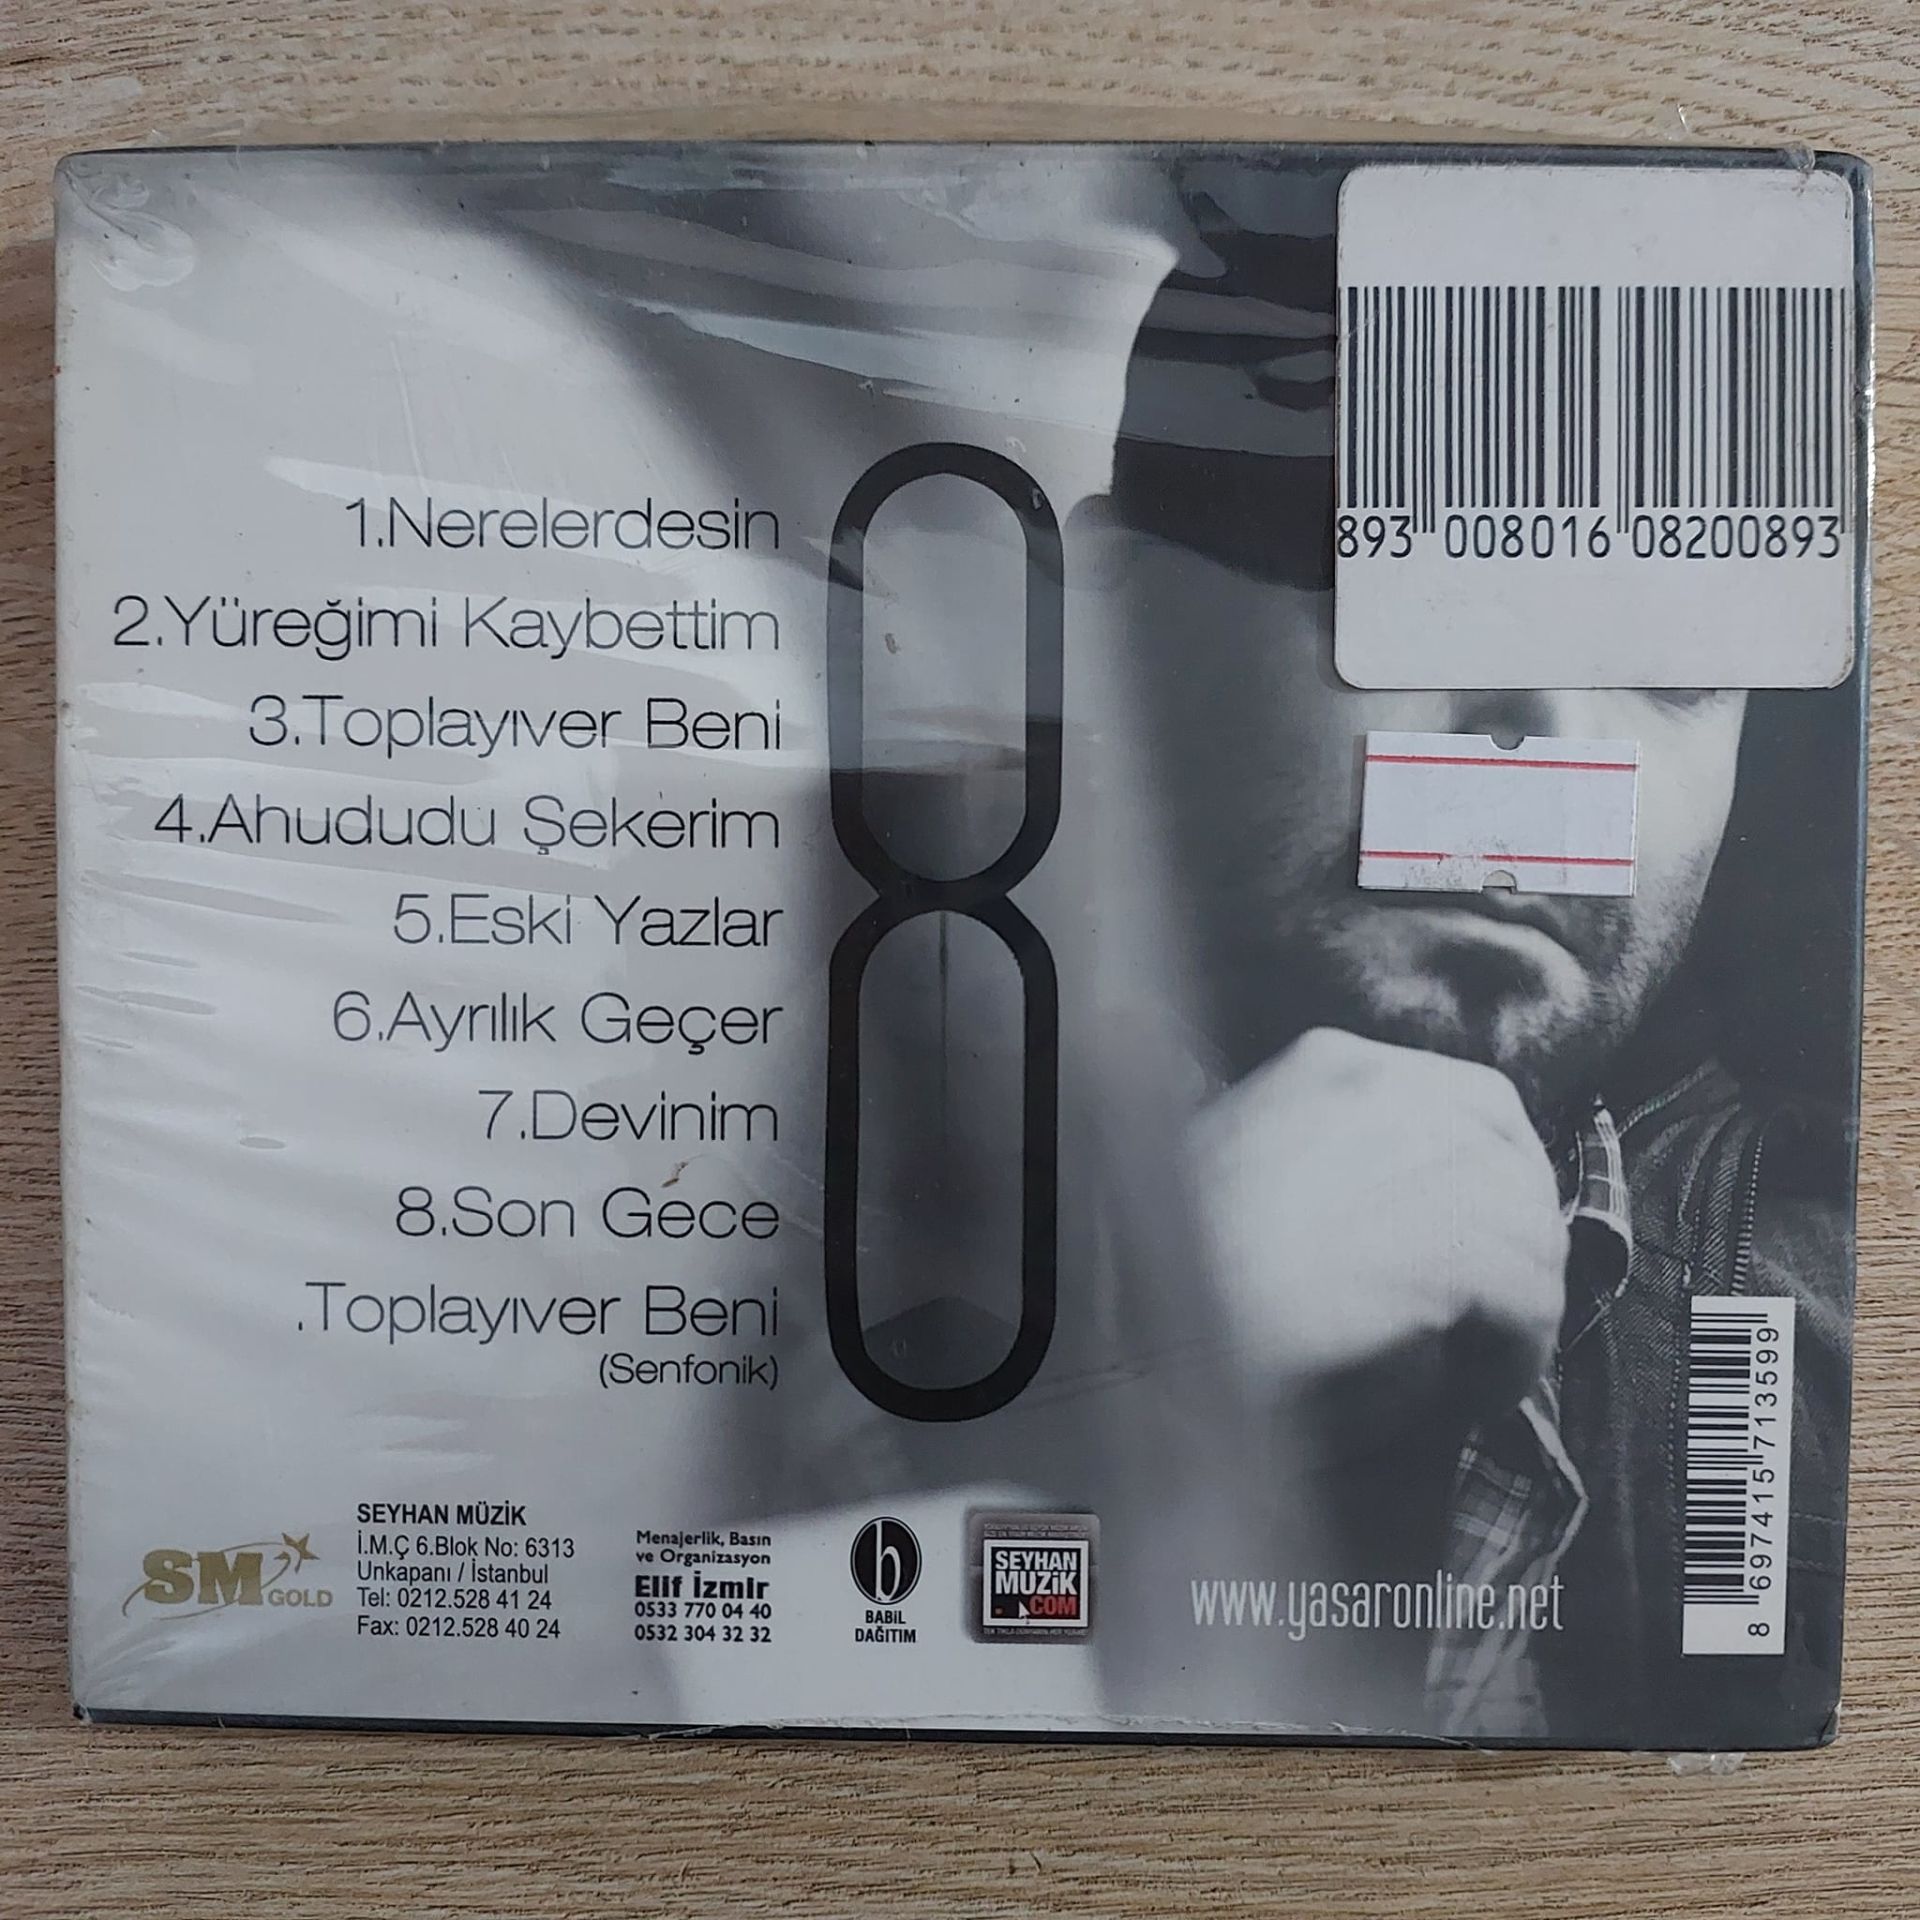 893 008016 08200893
1.Nerelerdesin
2.Yüreğimi Kaybettim
3.Toplayıver Beni
4.Ahududu Şekerim
5.Eski Yazlar
6.Ayrılık Geçer
7.Devinim
8.Son Gece
.Toplayıver Beni
(Senfonik)
8
SM GOLD
SEYHAN MÜZİK
İ.M.Ç 6.Blok No: 6313
Unkapanı / İstanbul
Tel: 0212.528 41 24
Fax: 0212.528 40 24
Menajerlik, Basın
ve Organizasyon
Elif İzmir
0533 770 04 40
0532 304 32 32
b
BABİL
DAĞITIM
SEYHAN
MÜZİK
.COM
www.yasaronline.net
8 697415 713599